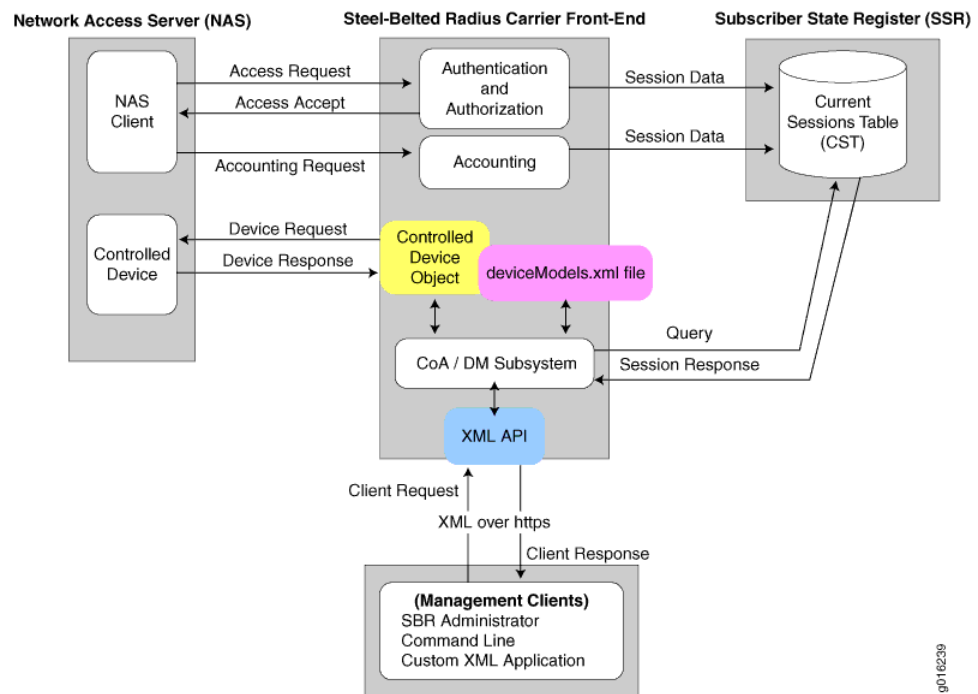 Network Access Server (NAS)
Steel-Belted Radius Carrier Front-End
Subscriber State Register (SSR)
NAS
Client
Access Request
Access Accept
Accounting Request
Authentication
and
Authorization
Accounting
Session Data
Session Data
Current
Sessions Table
(CST)
Controlled
Device
Device Request
Device Response
Controlled
Device
Object
deviceModels.xml file
CoA / DM Subsystem
Query
Session Response
XML API
Client Request
XML over https
Client Response
(Management Clients)
SBR Administrator
Command Line
Custom XML Application
g016239